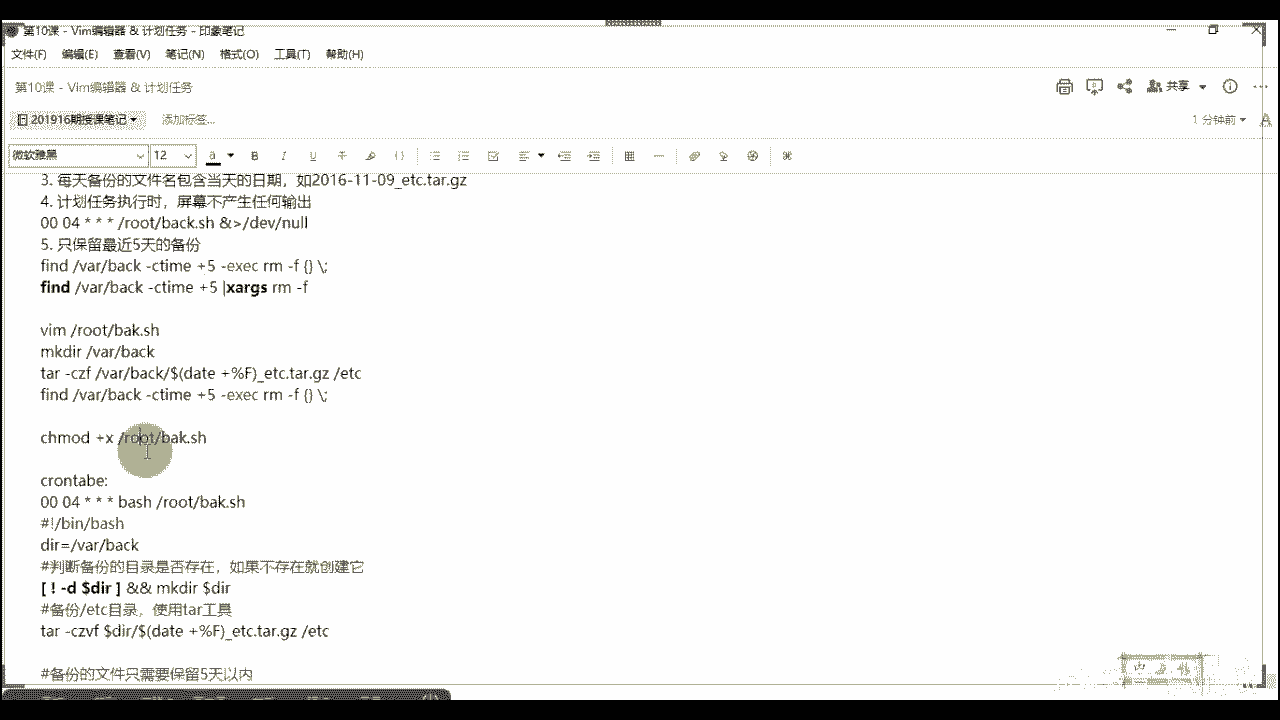 第10课 - Vim编辑器 & 计划任务 - 印象笔记
文件(F) 编辑(E) 查看(V) 笔记(N) 格式(O) 工具(T) 帮助(H)
第10课 - Vim编辑器 & 计划任务
共享
201916期授课笔记 添加标签...
1 分钟前
微软雅黑 12 a B I U
3. 每天备份的文件名包含当天的日期，如2016-11-09_etc.tar.gz
4. 计划任务执行时，屏幕不产生任何输出
00 04 * * * /root/back.sh &>/dev/null
5. 只保留最近5天的备份
find /var/back -ctime +5 -exec rm -f {} \;
find /var/back -ctime +5 |xargs rm -f
vim /root/bak.sh
mkdir /var/back
tar -czf /var/back/$(date +%F)_etc.tar.gz /etc
find /var/back -ctime +5 -exec rm -f {} \;
chmod +x /root/bak.sh
crontabe:
00 04 * * * bash /root/bak.sh
#!/bin/bash
dir=/var/back
#判断备份的目录是否存在，如果不存在就创建它
[ ! -d $dir ] && mkdir $dir
#备份/etc目录，使用tar工具
tar -czvf $dir/$(date +%F)_etc.tar.gz /etc
#备份的文件只需要保留5天以内